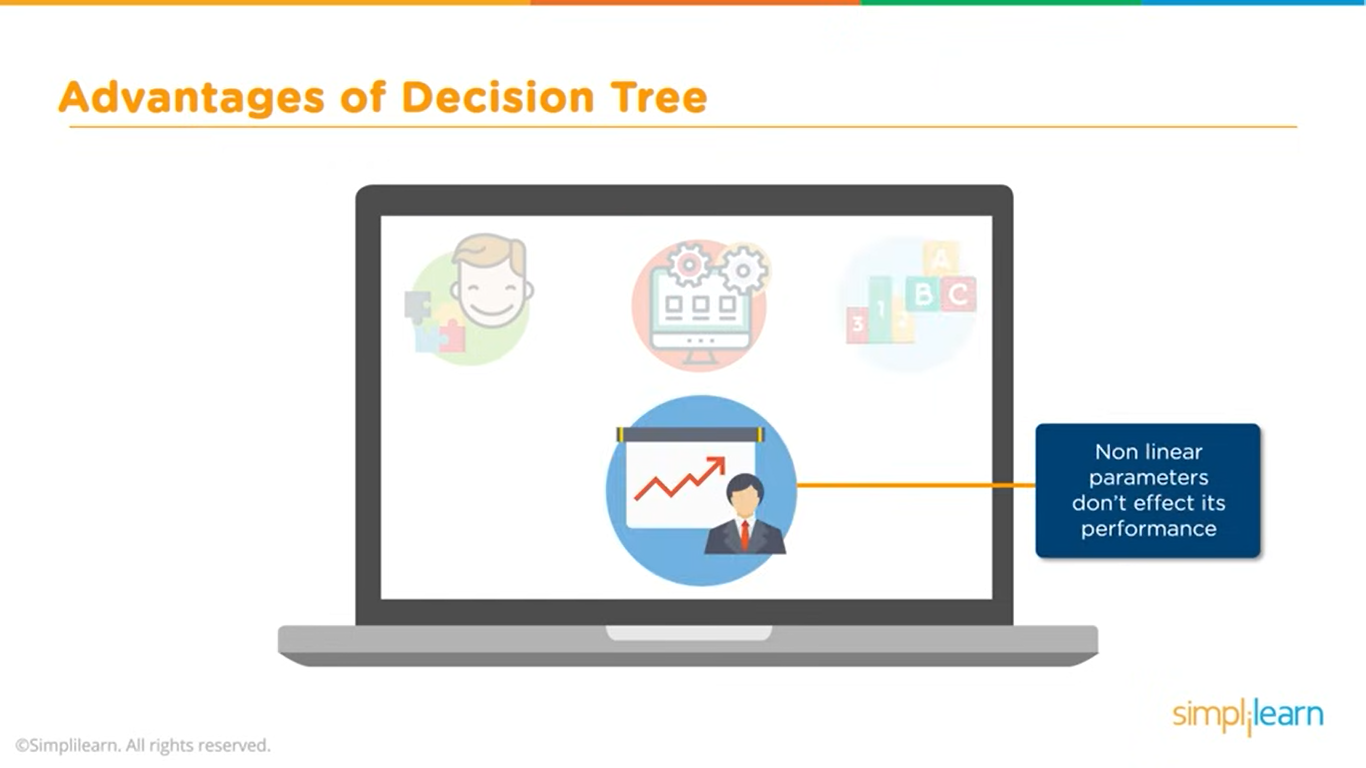 Advantages of Decision Tree
A
B C
1
3 2
Non linear
parameters
don't effect its
performance
simplilearn
©Simplilearn. All rights reserved.